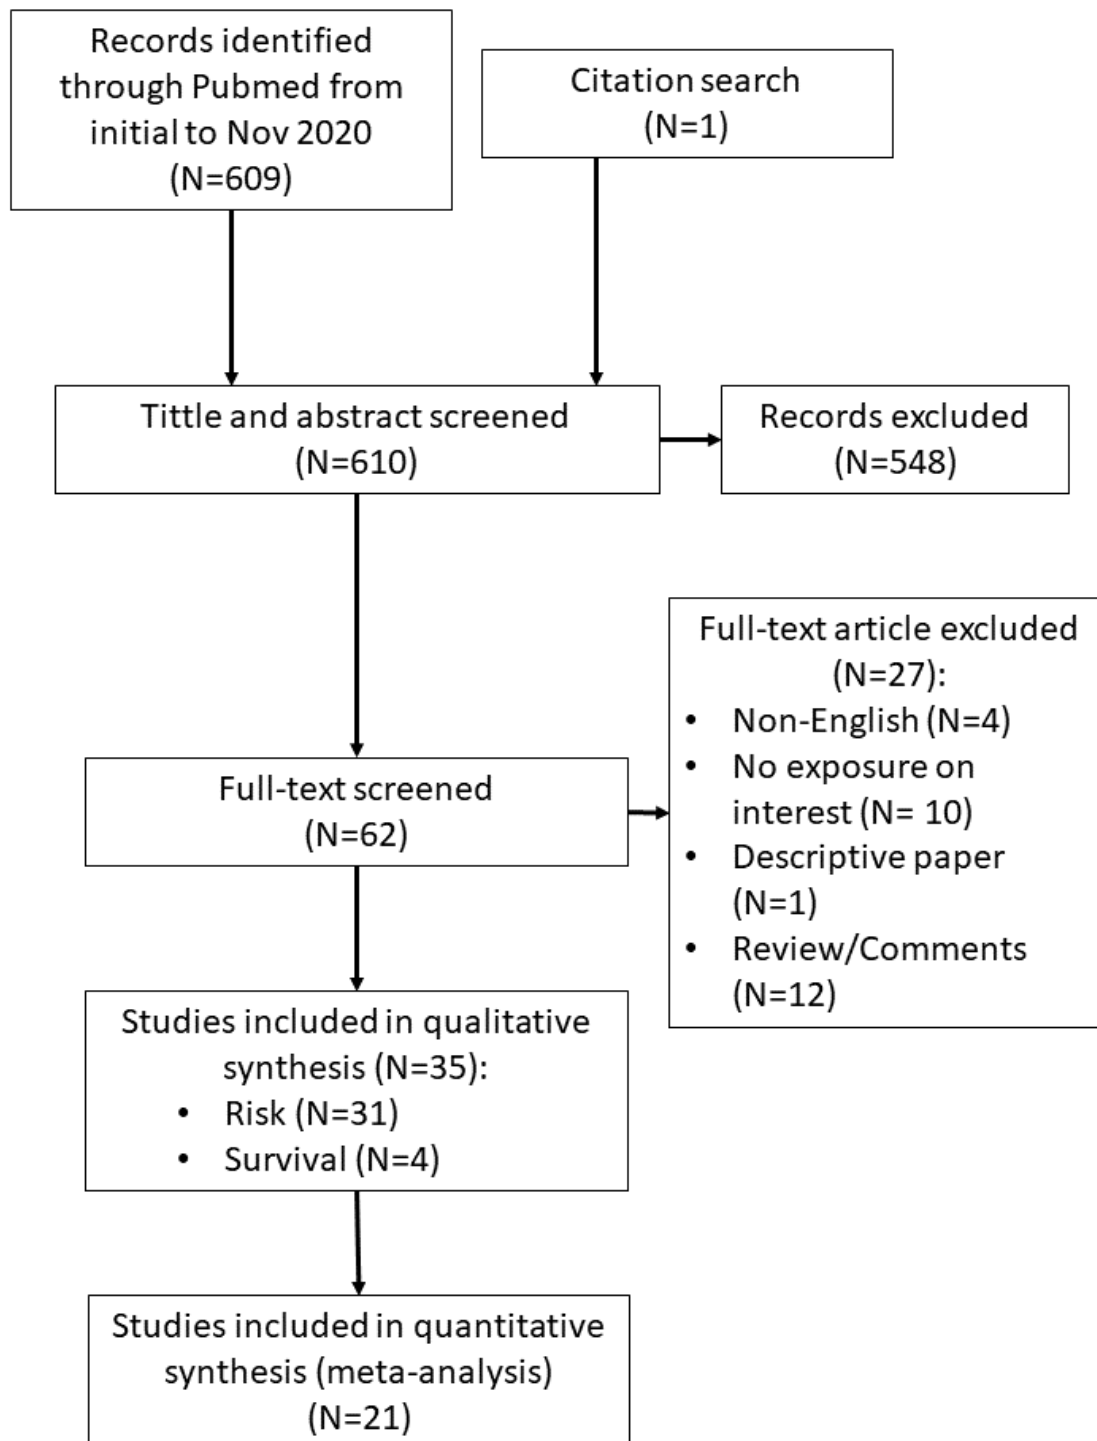 Records identified
through Pubmed from
initial to Nov 2020
(N=609)
Citation search
(N=1)
Tittle and abstract screened
(N=610)
Records excluded
(N=548)
Full-text article excluded
(N=27):
• Non-English (N=4)
• No exposure on
interest (N= 10)
• Descriptive paper
(N=1)
• Review/Comments
(N=12)
Full-text screened
(N=62)
Studies included in qualitative
synthesis (N=35):
• Risk (N=31)
• Survival (N=4)
Studies included in quantitative
synthesis (meta-analysis)
(N=21)